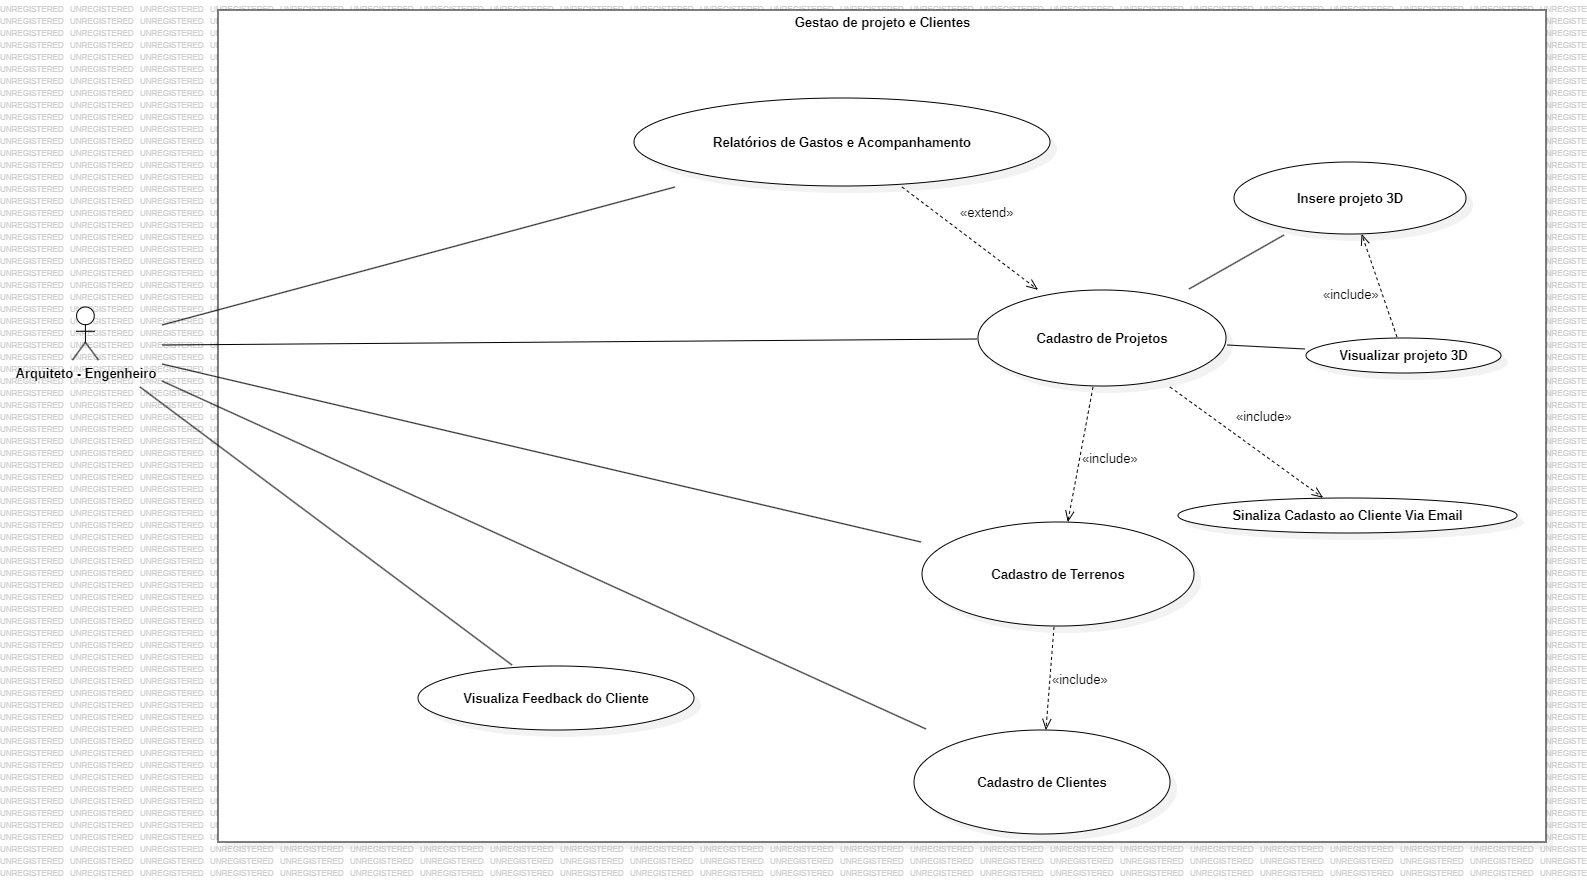 Gestao de projeto e Clientes
Relatórios de Gastos e Acompanhamento
Insere projeto 3D
«extend»
«include»
Cadastro de Projetos
Visualizar projeto 3D
Arquiteto - Engenheiro
«include»
«include»
Sinaliza Cadasto ao Cliente Via Email
Cadastro de Terrenos
«include»
Visualiza Feedback do Cliente
Cadastro de Clientes
UNREGISTERED